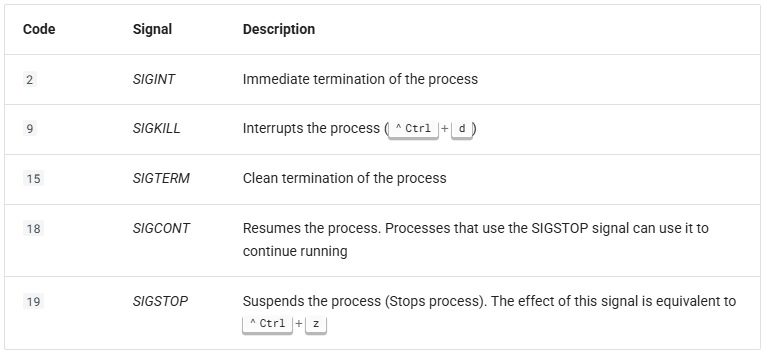 Code Signal Description
2 SIGINT Immediate termination of the process
9 SIGKILL Interrupts the process (^ Ctrl + d)
15 SIGTERM Clean termination of the process
18 SIGCONT Resumes the process. Processes that use the SIGSTOP signal can use it to
continue running
19 SIGSTOP Suspends the process (Stops process). The effect of this signal is equivalent to
^ Ctrl + z